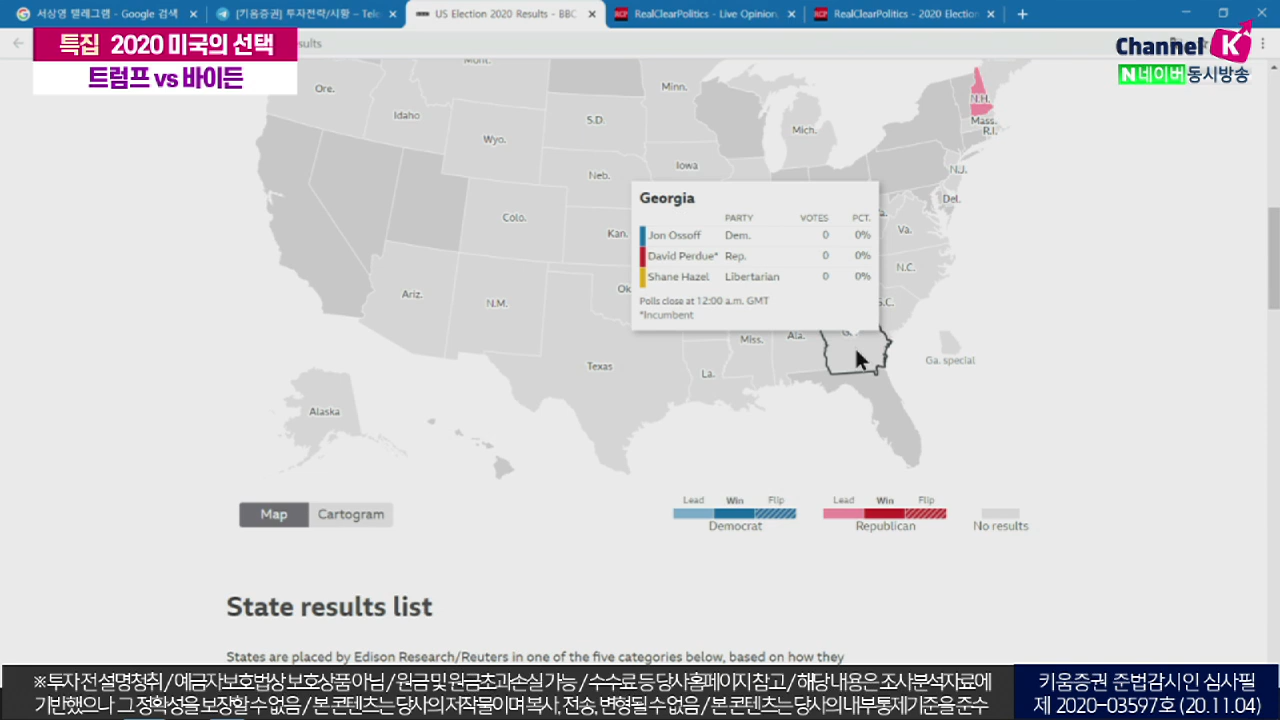 서상영 텔레그램 - Google 검색
[키움증권] 투자전략/시황 – Tele
US Election 2020 Results - BBC
RealClearPolitics - Live Opinion,
RealClearPolitics - 2020 Election
특집 2020 미국의 선택
트럼프 vs 바이든
Channel K
N 네이버 동시방송
Mont.
Ore.
Idaho
Wyo.
S.D.
Minn.
Mich.
N.H.
Mass.
R.I.
Iowa
Neb.
N.J.
Del.
Colo.
Kan.
Va.
N.C.
S.C.
Ariz.
N.M.
Georgia
PARTY VOTES PCT.
Jon Ossoff Dem. 0 0%
David Perdue* Rep. 0 0%
Shane Hazel Libertarian 0 0%
Polls close at 12:00 a.m. GMT
*Incumbent
Miss.
Ala.
Texas
La.
Ga. special
Alaska
Map Cartogram
Lead Win Flip
Democrat
Lead Win Flip
Republican
No results
State results list
States are placed by Edison Research/Reuters in one of the five categories below, based on how they
※ 투자 전 설명청취 / 예금자보호법상 보호상품 아님 / 원금 및 원금초과손실 가능 / 수수료 등 당사홈페이지 참고 / 해당 내용은 조사분석자료에
기반했으나 그 정확성을 보장할 수 없음 / 본 콘텐츠는 당사의 저작물이며 복사, 전송, 변형될 수 없음 / 본 콘텐츠는 당사의 내부통제기준을 준수
키움증권 준법감시인 심사필
제 2020-03597호 (20.11.04)